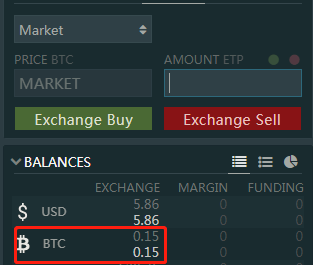 Market
PRICE BTC AMOUNT ETP
MARKET
Exchange Buy Exchange Sell
BALANCES
EXCHANGE MARGIN FUNDING
$ USD 5.86 0 0
5.86 0 0
BTC 0.15 0 0
0.15 0 0